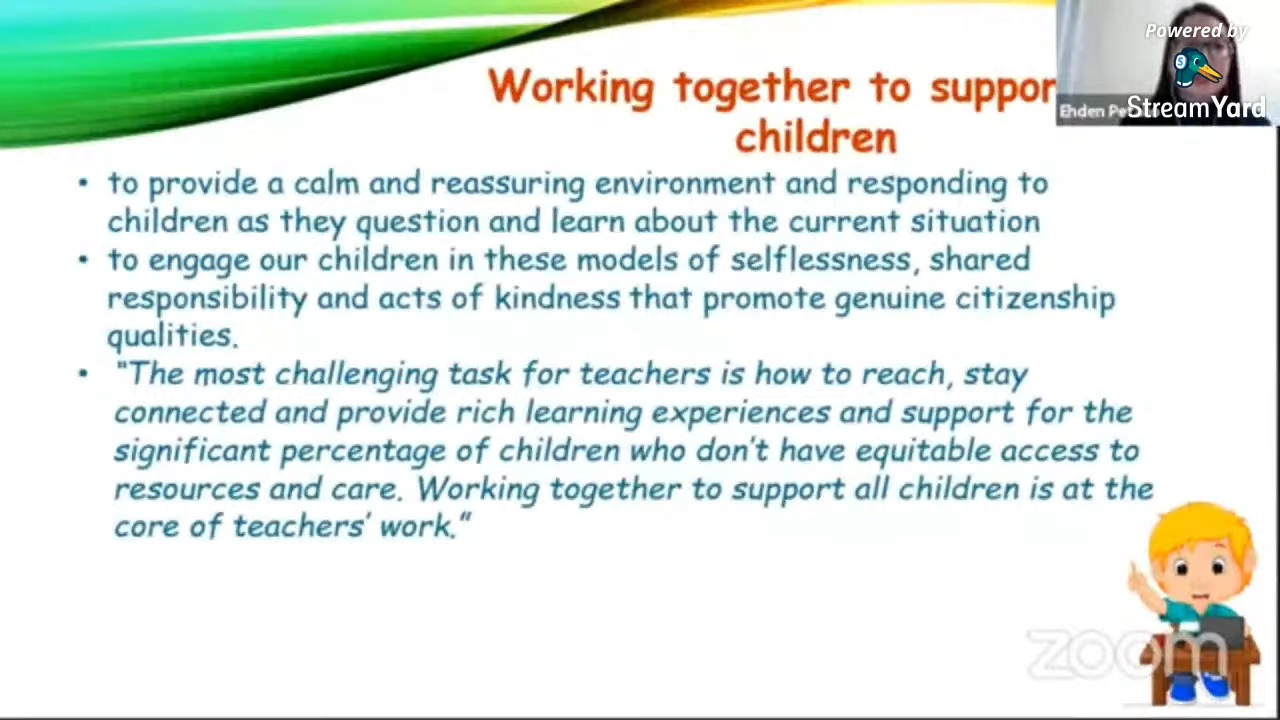 Working together to suppor
children
• to provide a calm and reassuring environment and responding to
children as they question and learn about the current situation
• to engage our children in these models of selflessness, shared
responsibility and acts of kindness that promote genuine citizenship
qualities.
• "The most challenging task for teachers is how to reach, stay
connected and provide rich learning experiences and support for the
significant percentage of children who don't have equitable access to
resources and care. Working together to support all children is at the
core of teachers' work."
Powered by
StreamYard
Ehden
zoom